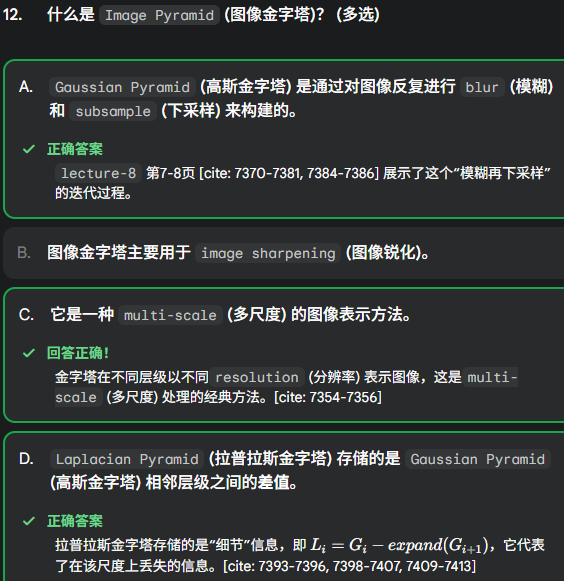 12. 什么是 Image Pyramid (图像金字塔)？ (多选)
A. Gaussian Pyramid (高斯金字塔) 是通过对图像反复进行 blur (模糊)
和 subsample (下采样) 来构建的。
✓ 正确答案
lecture-8 第7-8页 [cite: 7370-7381, 7384-7386] 展示了这个“模糊再下采样”
的迭代过程。
B. 图像金字塔主要用于 image sharpening (图像锐化)。
C. 它是一种 multi-scale (多尺度) 的图像表示方法。
✓ 回答正确！
金字塔在不同层级以不同 resolution (分辨率) 表示图像，这是 multi-
scale (多尺度) 处理的经典方法。[cite: 7354-7356]
D. Laplacian Pyramid (拉普拉斯金字塔) 存储的是 Gaussian Pyramid
(高斯金字塔) 相邻层级之间的差值。
✓ 正确答案
拉普拉斯金字塔存储的是“细节”信息，即 $L_i = G_i - expand(G_{i+1})$，它代表
了在该尺度上丢失的信息。[cite: 7393-7396, 7398-7407, 7409-7413]